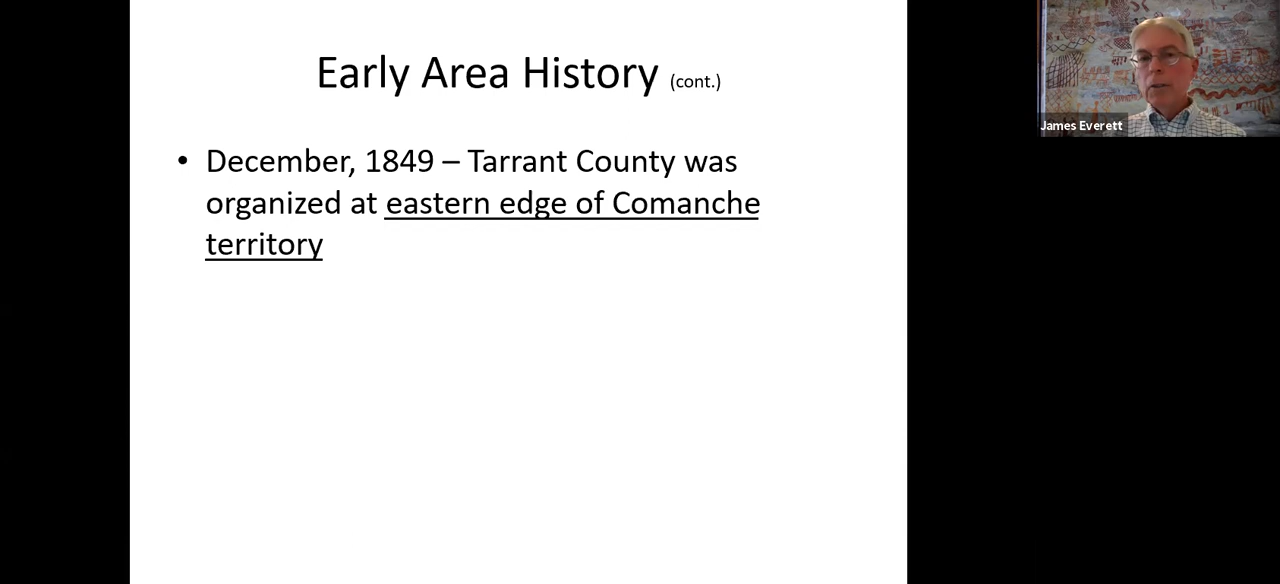 Early Area History (cont.)
• December, 1849 – Tarrant County was
organized at eastern edge of Comanche
territory
James Everett